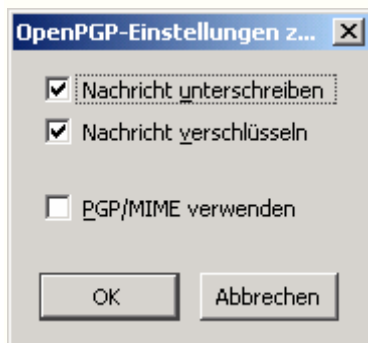 OpenPGP-Einstellungen z...
Nachricht unterschreiben
Nachricht verschlüsseln
PGP/MIME verwenden
OK Abbrechen